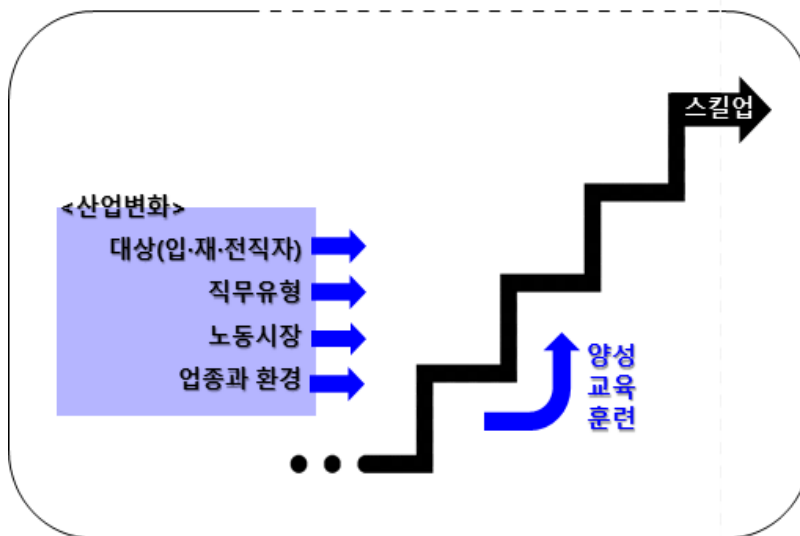 스킬업
<산업변화>
대상(입·재·전직자)
직무유형
노동시장
업종과 환경
양성
교육
훈련